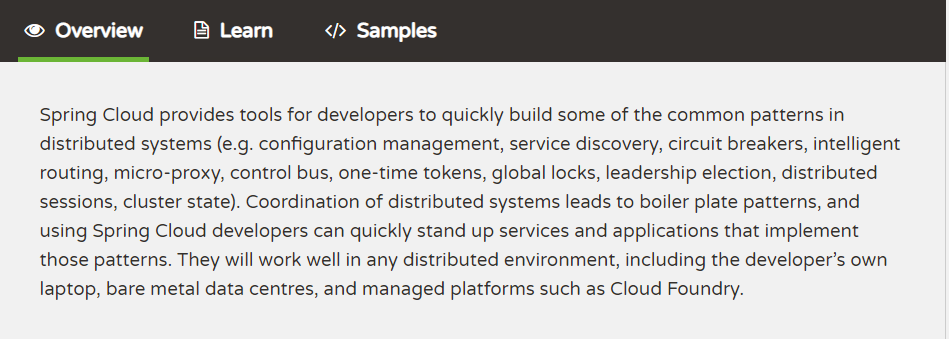 Overview Learn Samples
Spring Cloud provides tools for developers to quickly build some of the common patterns in
distributed systems (e.g. configuration management, service discovery, circuit breakers, intelligent
routing, micro-proxy, control bus, one-time tokens, global locks, leadership election, distributed
sessions, cluster state). Coordination of distributed systems leads to boiler plate patterns, and
using Spring Cloud developers can quickly stand up services and applications that implement
those patterns. They will work well in any distributed environment, including the developer’s own
laptop, bare metal data centres, and managed platforms such as Cloud Foundry.